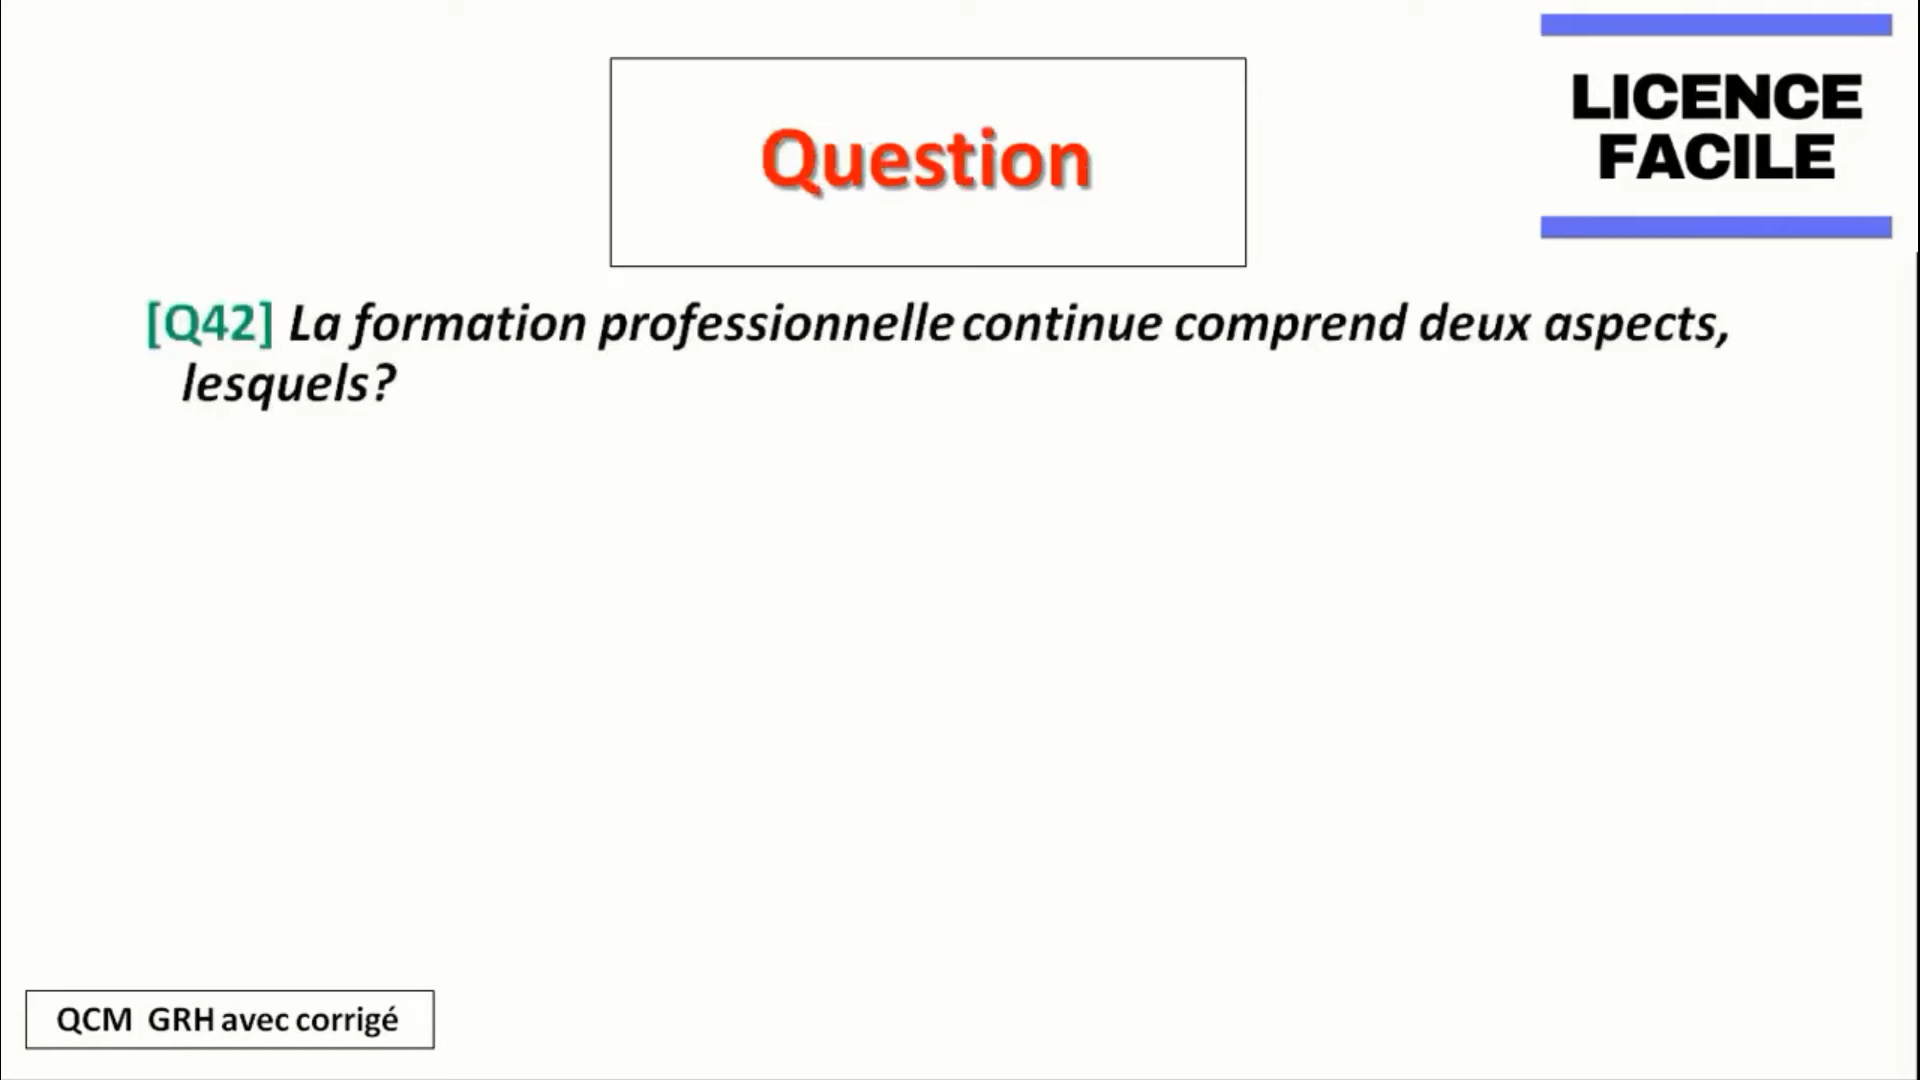 LICENCE
FACILE
Question
[Q42] La formation professionnelle continue comprend deux aspects,
lesquels?
QCM GRH avec corrigé